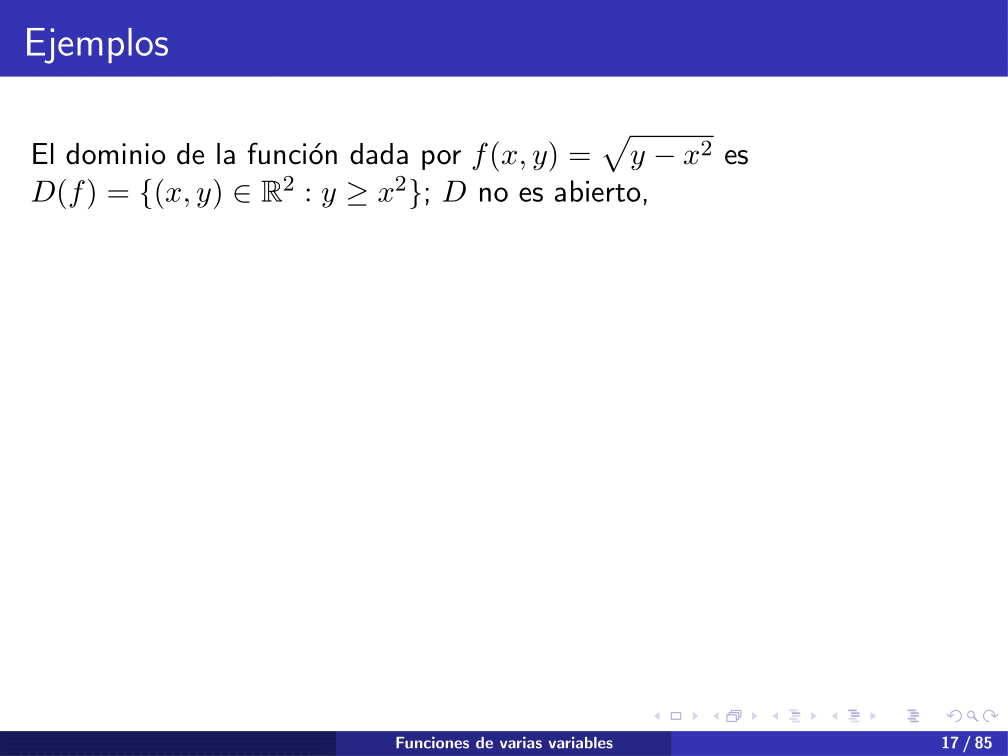 Ejemplos
El dominio de la función dada por f(x, y) = √(y − x²) es
D(f) = {(x, y) ∈ ℝ² : y ≥ x²}; D no es abierto,
Funciones de varias variables
17 / 85